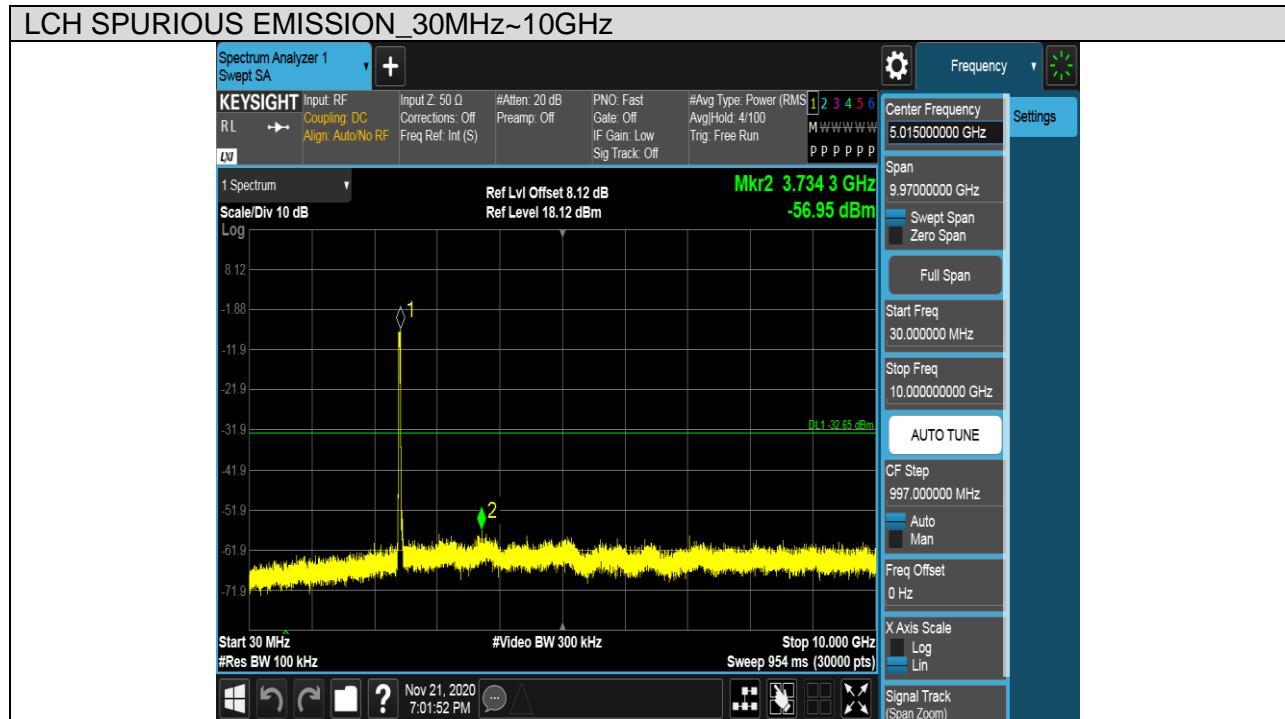 LCH SPURIOUS EMISSION_30MHz~10GHz
Spectrum Analyzer 1
Swept SA
Frequency
KEYSIGHT
R L
LXI
Input: RF
Coupling: DC
Align: Auto/No RF
Input Z: 50 Ω
Corrections: Off
Freq Ref: Int (S)
#Atten: 20 dB
Preamp: Off
PNO: Fast
Gate: Off
IF Gain: Low
Sig Track: Off
#Avg Type: Power (RMS
Avg|Hold: 4/100
Trig: Free Run
1 2 3 4 5 6
M W W W W W
P P P P P P
Center Frequency
5.015000000 GHz
Settings
1 Spectrum
Scale/Div 10 dB
Log
Ref Lvl Offset 8.12 dB
Ref Level 18.12 dBm
Mkr2 3.734 3 GHz
-56.95 dBm
Span
9.97000000 GHz
Swept Span
Zero Span
Full Span
8.12
-1.88
-11.9
-21.9
-31.9
-41.9
-51.9
-61.9
-71.9
1
2
DL1 -32.65 dBm
Start Freq
30.000000 MHz
Stop Freq
10.000000000 GHz
AUTO TUNE
CF Step
997.000000 MHz
Auto
Man
Freq Offset
0 Hz
X Axis Scale
Log
Lin
Signal Track
(Span Zoom)
Start 30 MHz
#Res BW 100 kHz
#Video BW 300 kHz
Stop 10.000 GHz
Sweep 954 ms (30000 pts)
?
Nov 21, 2020
7:01:52 PM